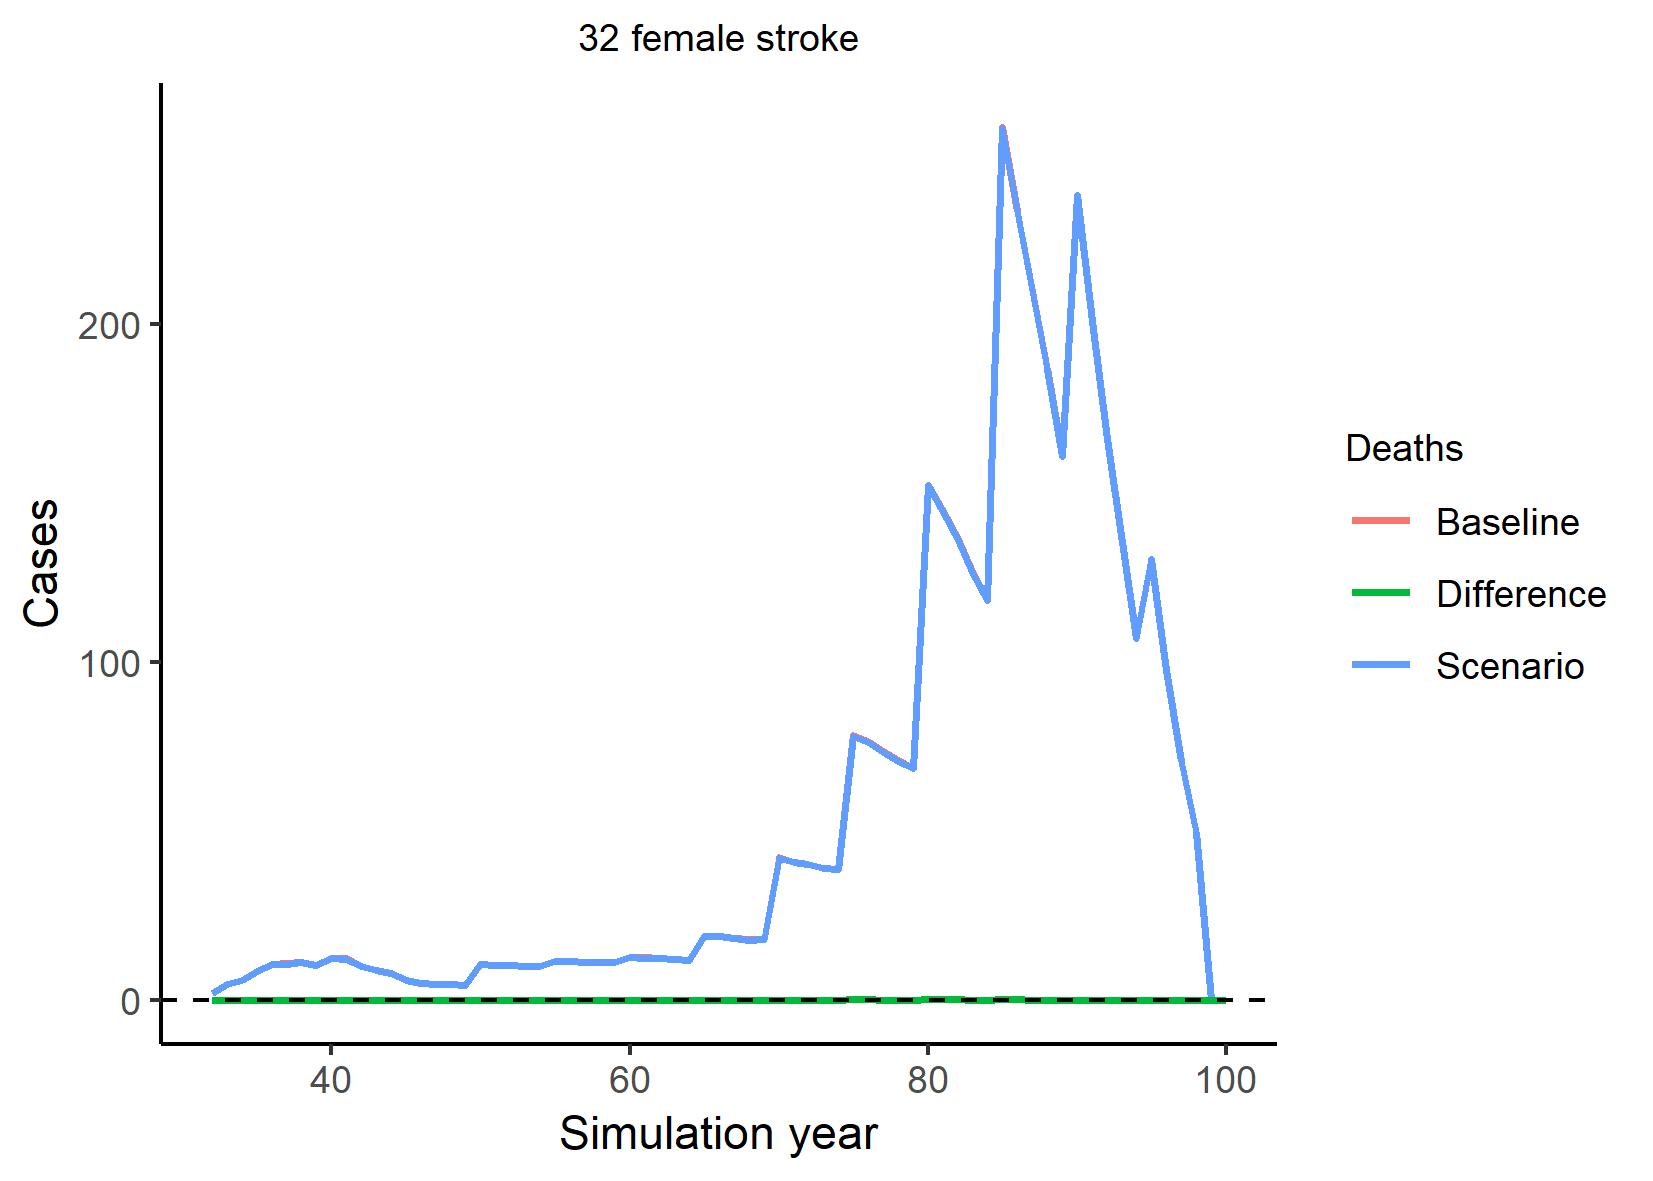 32 female stroke
Cases
200
100
0
40 60 80 100
Simulation year
Deaths
Baseline
Difference
Scenario